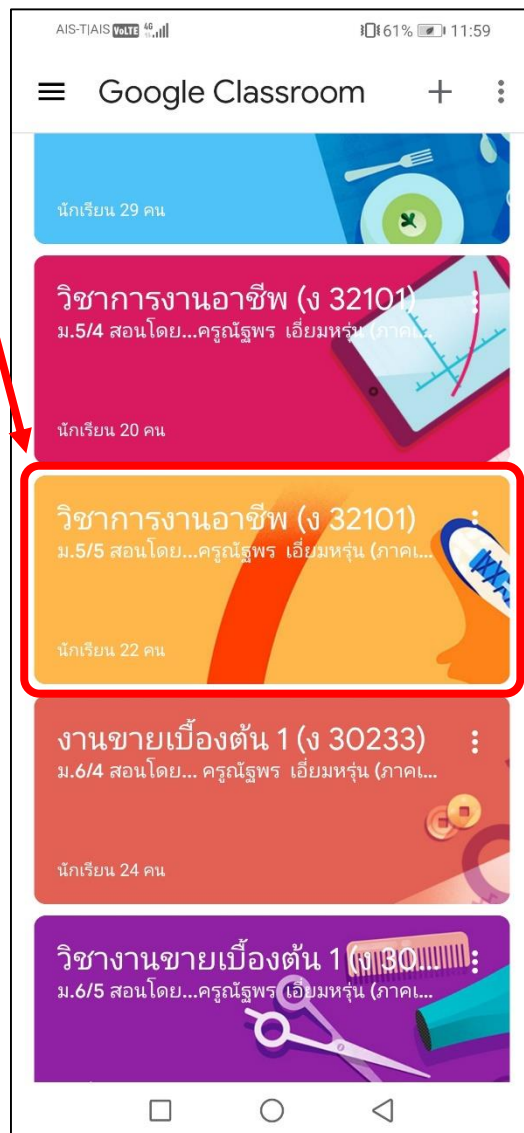 AIS-T|AIS VoLTE 4G 61% 11:59
Google Classroom
นักเรียน 29 คน
วิชาการงานอาชีพ (ง 32101)
ม.5/4 สอนโดย...ครูณัฐพร เอี่ยมหรุ่น (ภาคเ...
นักเรียน 20 คน
วิชาการงานอาชีพ (ง 32101)
ม.5/5 สอนโดย...ครูณัฐพร เอี่ยมหรุ่น (ภาคเ...
นักเรียน 22 คน
งานขายเบื้องต้น 1 (ง 30233)
ม.6/4 สอนโดย... ครูณัฐพร เอี่ยมหรุ่น (ภาคเ...
นักเรียน 24 คน
วิชางานขายเบื้องต้น 1 (ง 30...
ม.6/5 สอนโดย...ครูณัฐพร เอี่ยมหรุ่น (ภาคเ...